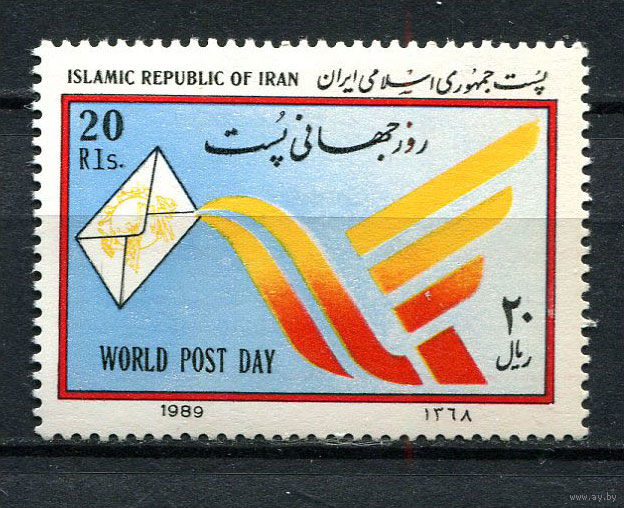 ISLAMIC REPUBLIC OF IRAN پست جمهوری اسلامی ایران
20
RIs.
روز جهانی پست
WORLD POST DAY
۲۰
ریال
1989 ۱۳۶۸
www.ay.by